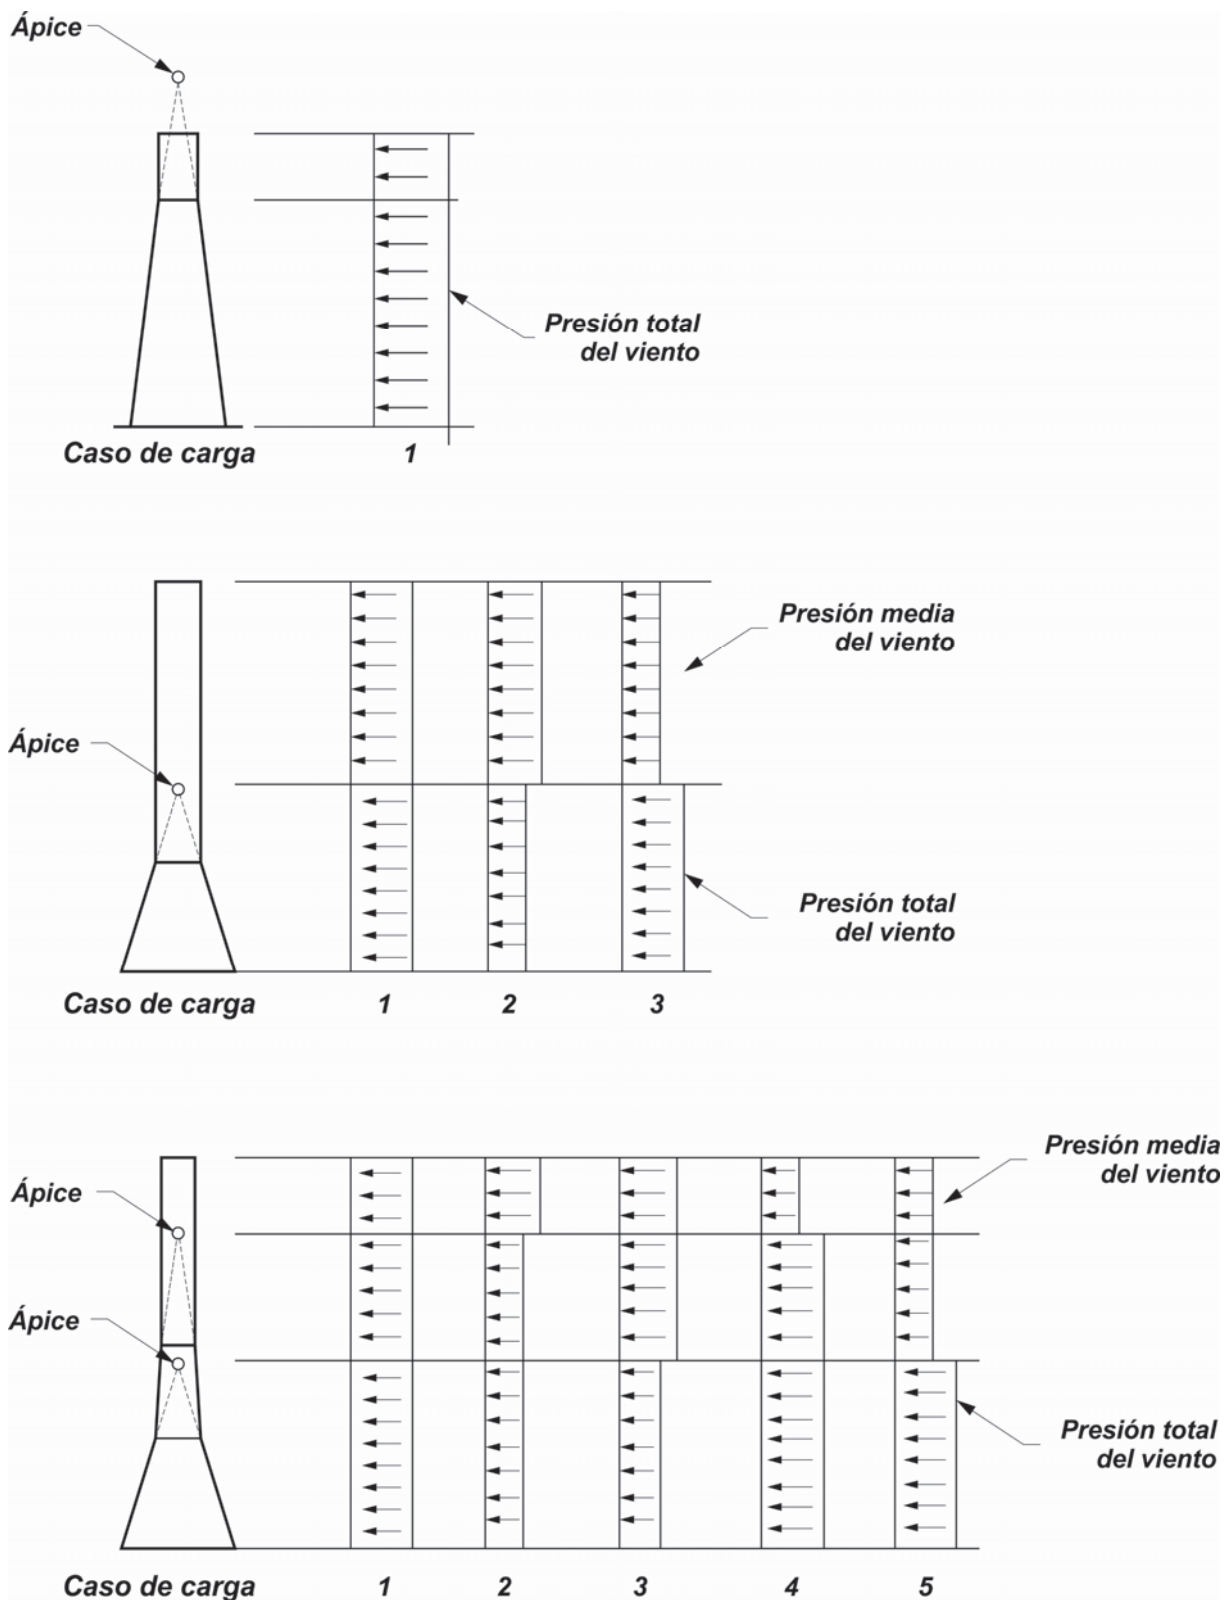 Ápice
Presión total
del viento
Caso de carga 1
Presión media
del viento
Ápice
Presión total
del viento
Caso de carga 1 2 3
Presión media
del viento
Ápice
Ápice
Presión total
del viento
Caso de carga 1 2 3 4 5